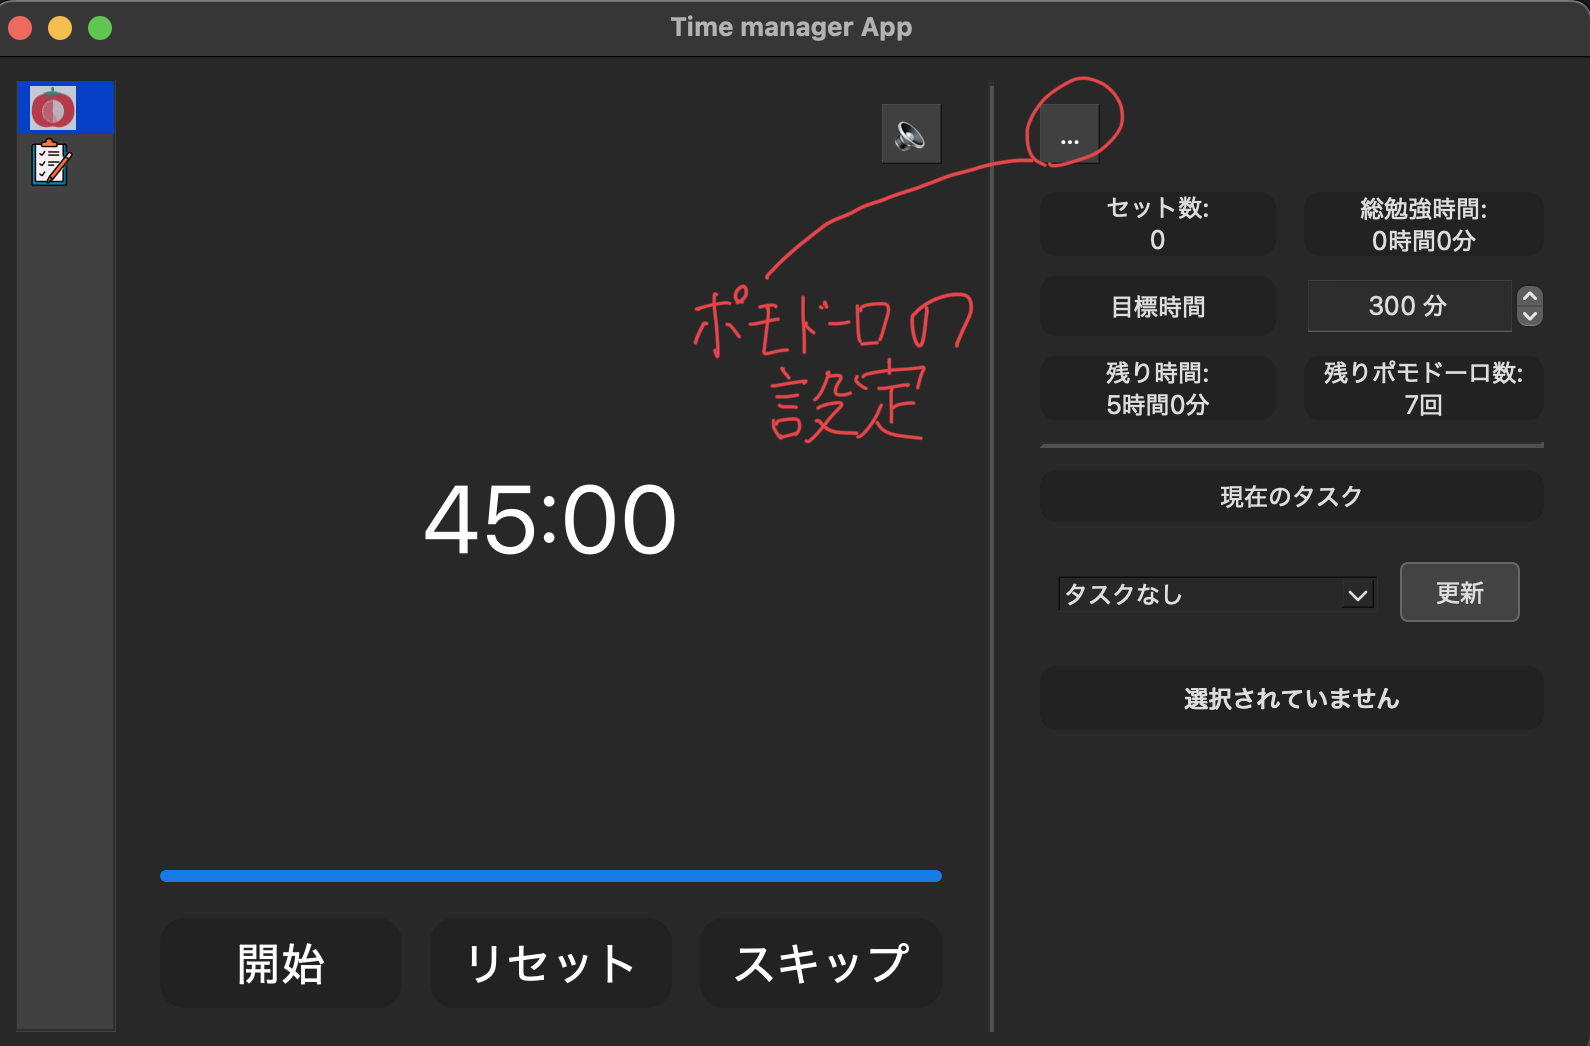 Time manager App
...
セット数:
0
総勉強時間:
0時間0分
目標時間
300 分
残り時間:
5時間0分
残りポモドーロ数:
7回
ポモドーロの
設定
45:00
現在のタスク
タスクなし
更新
選択されていません
開始
リセット
スキップ